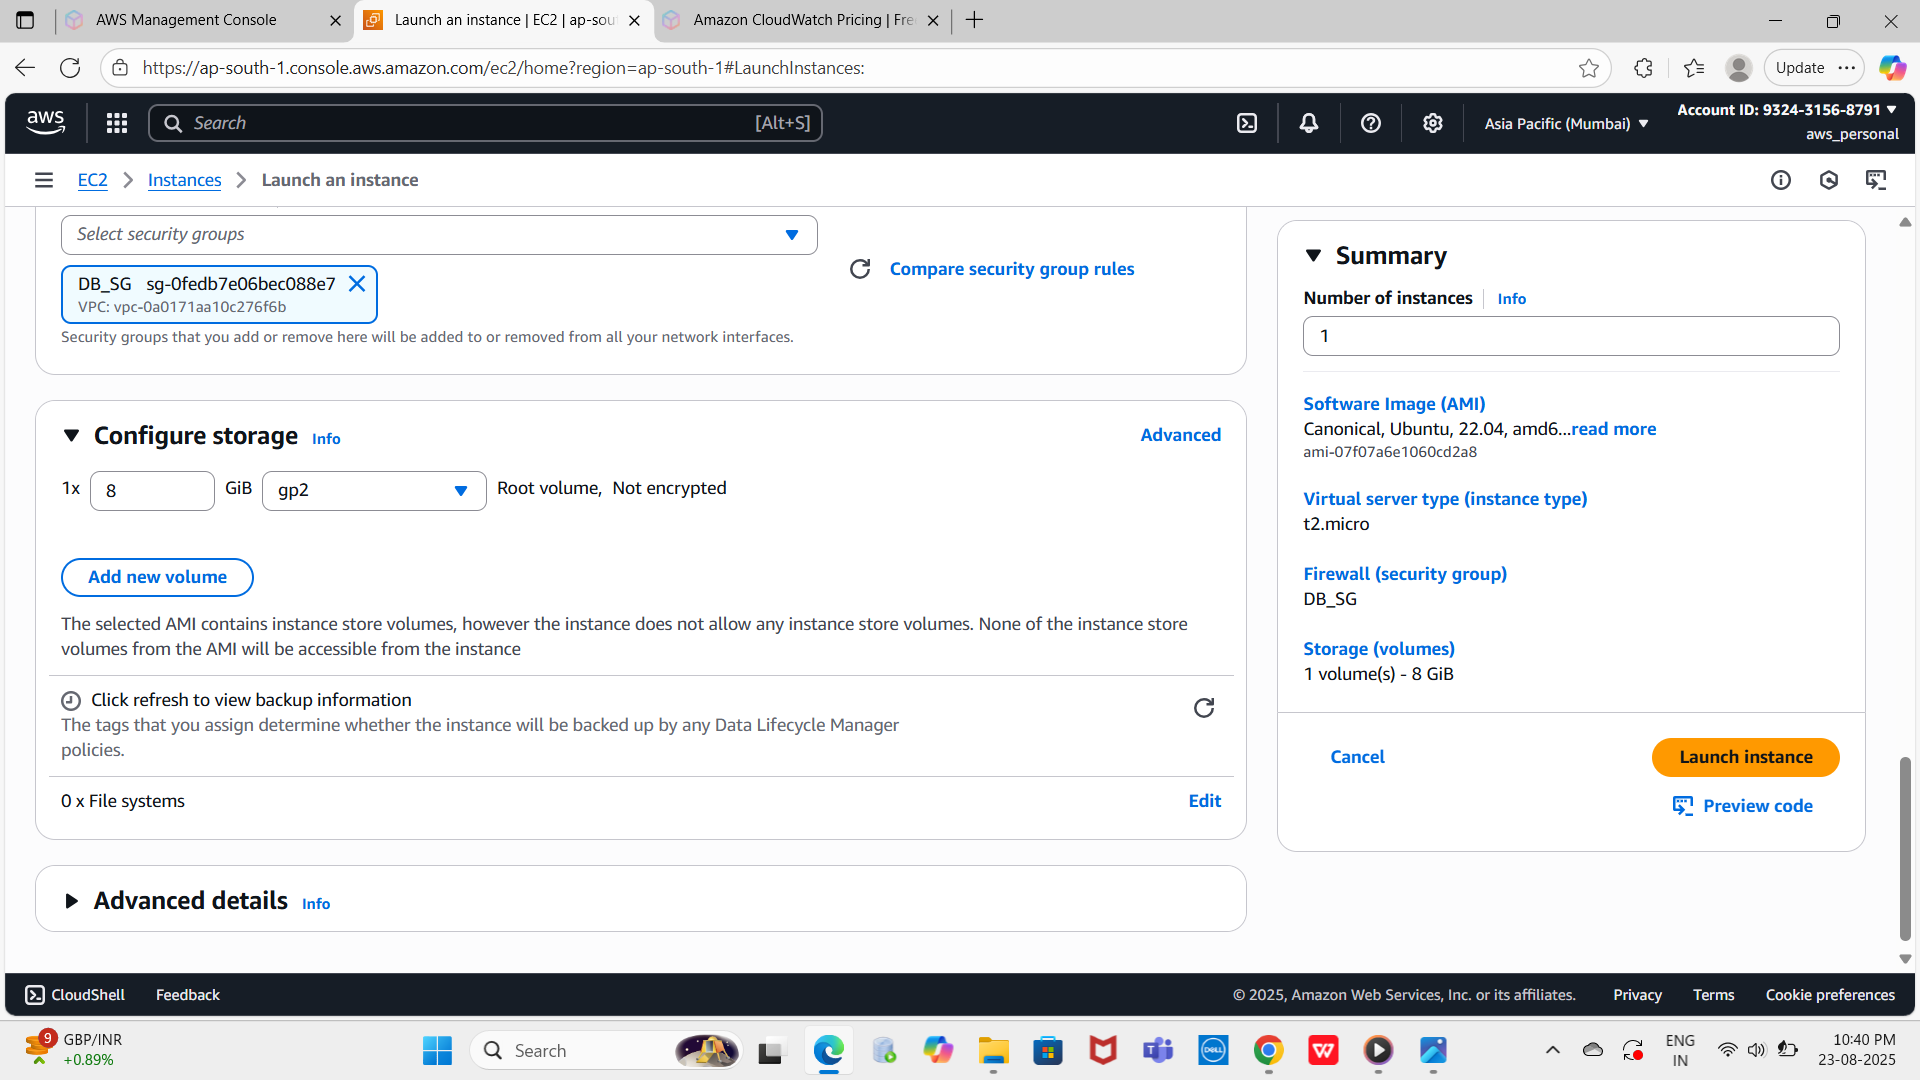 AWS Management Console
Launch an instance | EC2 | ap-sou
Amazon CloudWatch Pricing | Fre
https://ap-south-1.console.aws.amazon.com/ec2/home?region=ap-south-1#LaunchInstances:
Update
aws
Search
[Alt+S]
Asia Pacific (Mumbai)
Account ID: 9324-3156-8791
aws_personal
EC2
Instances
Launch an instance
Select security groups
DB_SG sg-0fedb7e06bec088e7
VPC: vpc-0a0171aa10c276f6b
Compare security group rules
Security groups that you add or remove here will be added to or removed from all your network interfaces.
Configure storage Info
Advanced
1x 8 GiB gp2 Root volume, Not encrypted
Add new volume
The selected AMI contains instance store volumes, however the instance does not allow any instance store volumes. None of the instance store
volumes from the AMI will be accessible from the instance
Click refresh to view backup information
The tags that you assign determine whether the instance will be backed up by any Data Lifecycle Manager
policies.
0 x File systems
Edit
Advanced details Info
Summary
Number of instances Info
1
Software Image (AMI)
Canonical, Ubuntu, 22.04, amd6...read more
ami-07f07a6e1060cd2a8
Virtual server type (instance type)
t2.micro
Firewall (security group)
DB_SG
Storage (volumes)
1 volume(s) - 8 GiB
Cancel
Launch instance
Preview code
CloudShell
Feedback
© 2025, Amazon Web Services, Inc. or its affiliates.
Privacy
Terms
Cookie preferences
9
GBP/INR
+0.89%
Search
DELL
W
ENG
IN
10:40 PM
23-08-2025